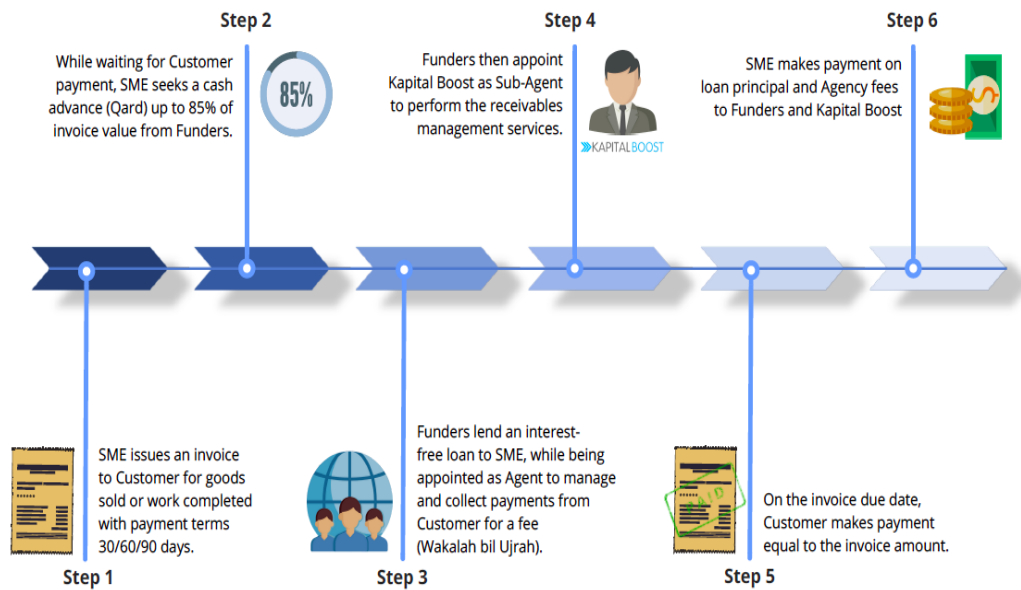 Step 1
SME issues an invoice
to Customer for goods
sold or work completed
with payment terms
30/60/90 days.
Step 2
While waiting for Customer
payment, SME seeks a cash
advance (Qard) up to 85% of
invoice value from Funders.
85%
Step 3
Funders lend an interest-
free loan to SME, while being
appointed as Agent to manage
and collect payments from
Customer for a fee
(Wakalah bil Ujrah).
Step 4
Funders then appoint
Kapital Boost as Sub-Agent
to perform the receivables
management services.
KAPITALBOOST
Step 5
PAID
On the invoice due date,
Customer makes payment
equal to the invoice amount.
Step 6
SME makes payment on
loan principal and Agency fees
to Funders and Kapital Boost
$